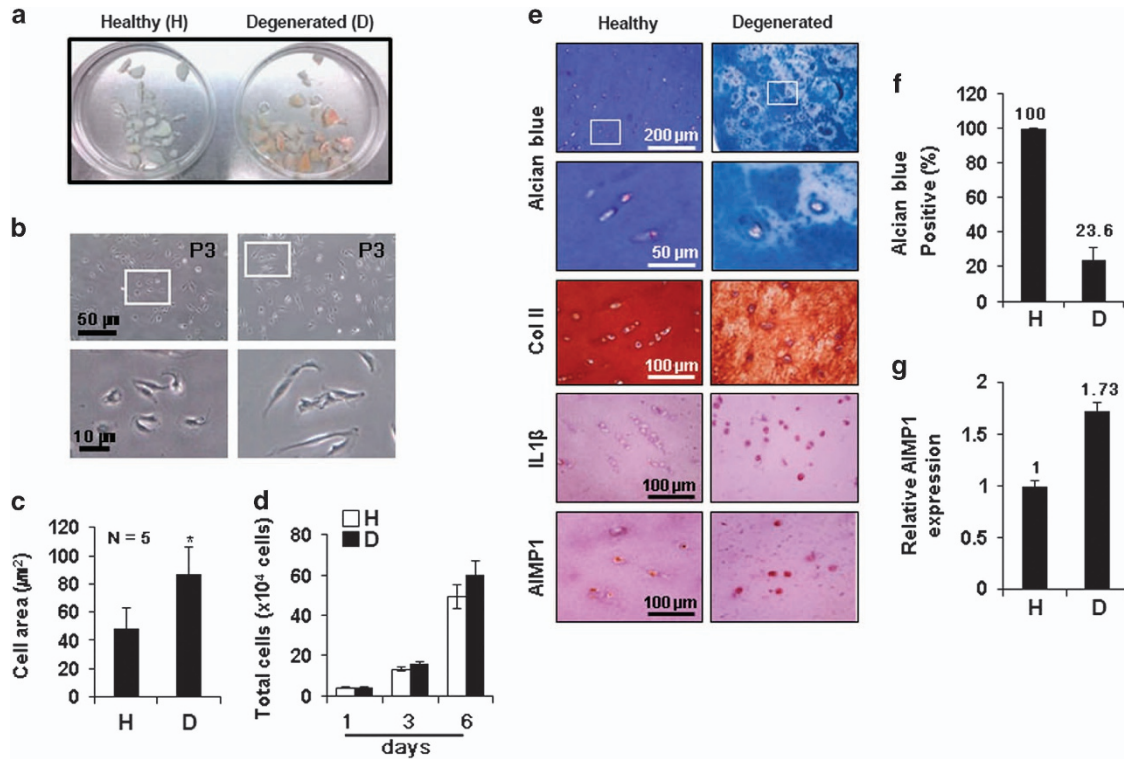 a
Healthy (H) Degenerated (D)
b
P3 P3
50 µm
10 µm
c
Cell area (µm²)
120
100
80
60
40
20
0
N = 5
*
H D
d
Total cells (x10⁴ cells)
80
60
40
20
0
H
D
1 3 6
days
e
Healthy Degenerated
Alcian blue
200 µm
50 µm
Col II
100 µm
IL1β
100 µm
AIMP1
100 µm
f
Alcian blue
Positive (%)
120
100
80
60
40
20
0
100
23.6
H D
g
Relative AIMP1
expression
2
1.5
1
0.5
0
1
1.73
H D